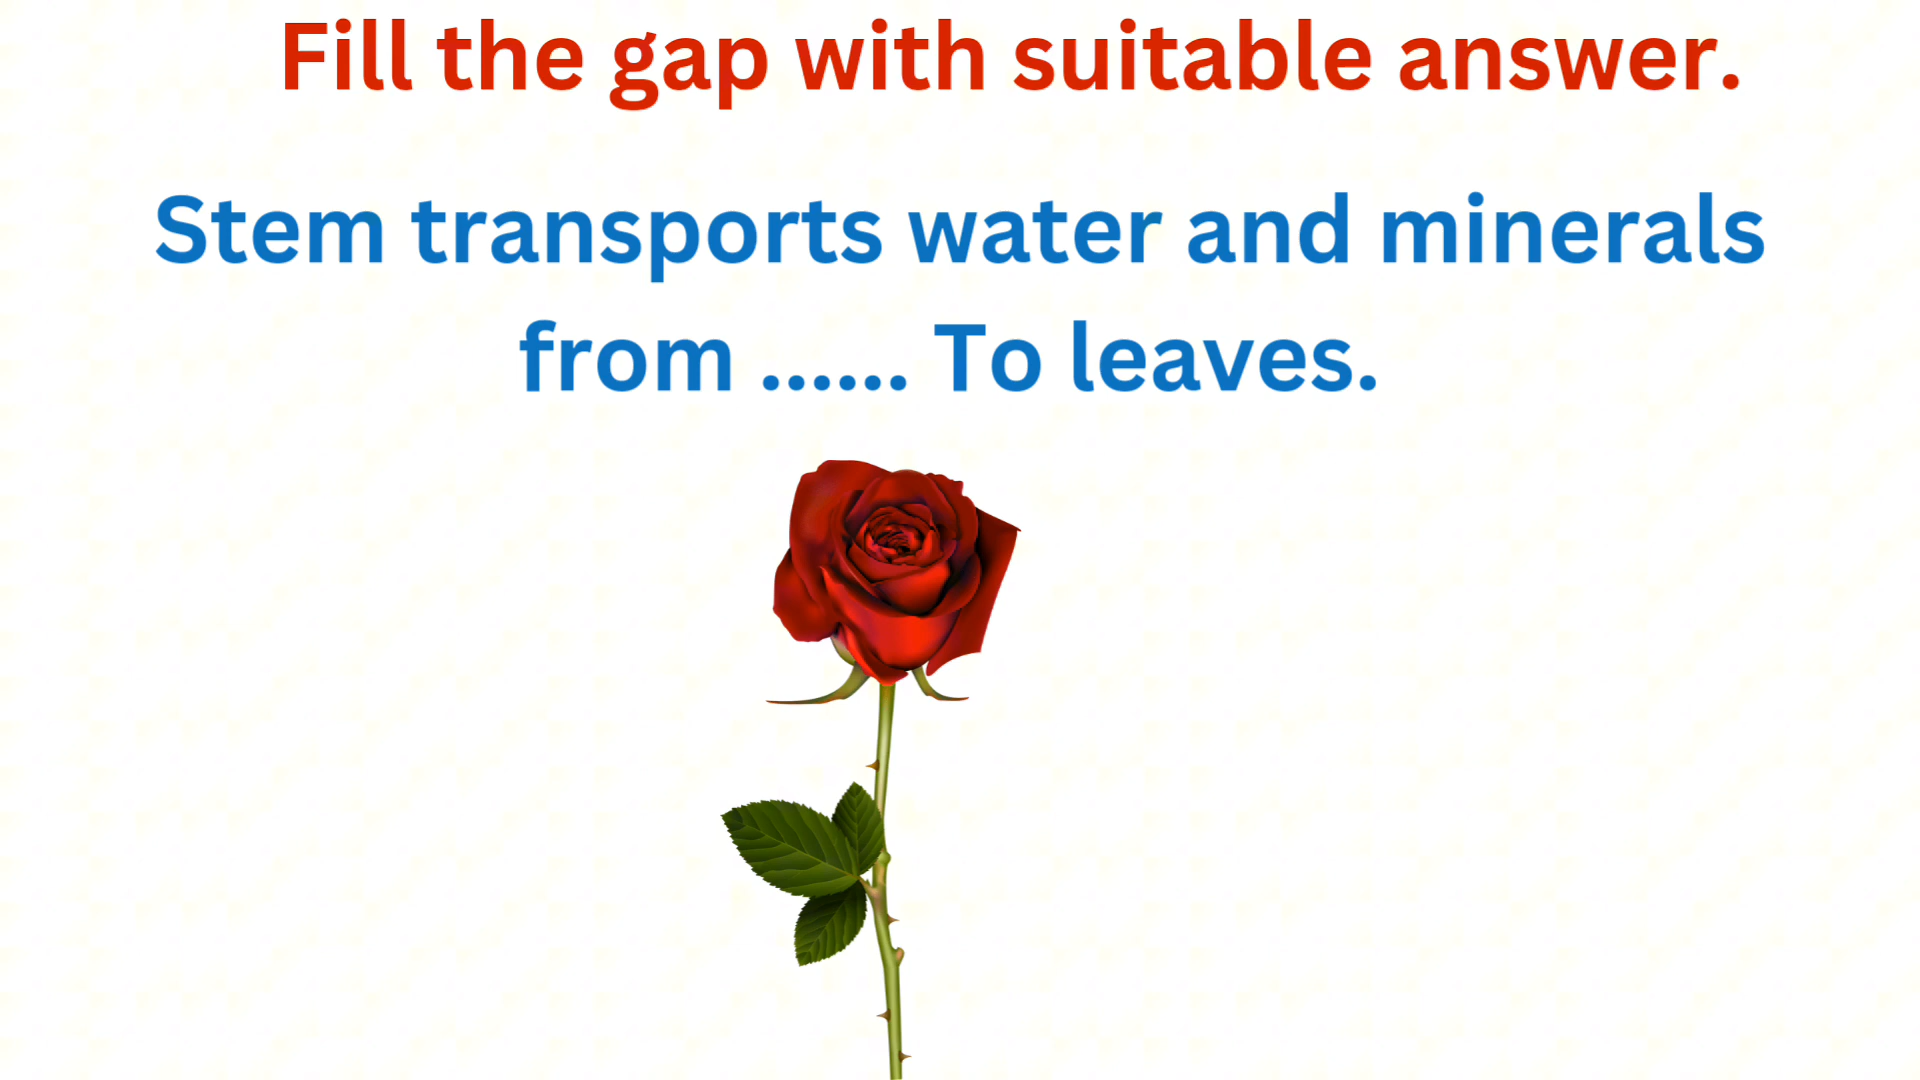 Fill the gap with suitable answer.
Stem transports water and minerals
from ...... To leaves.